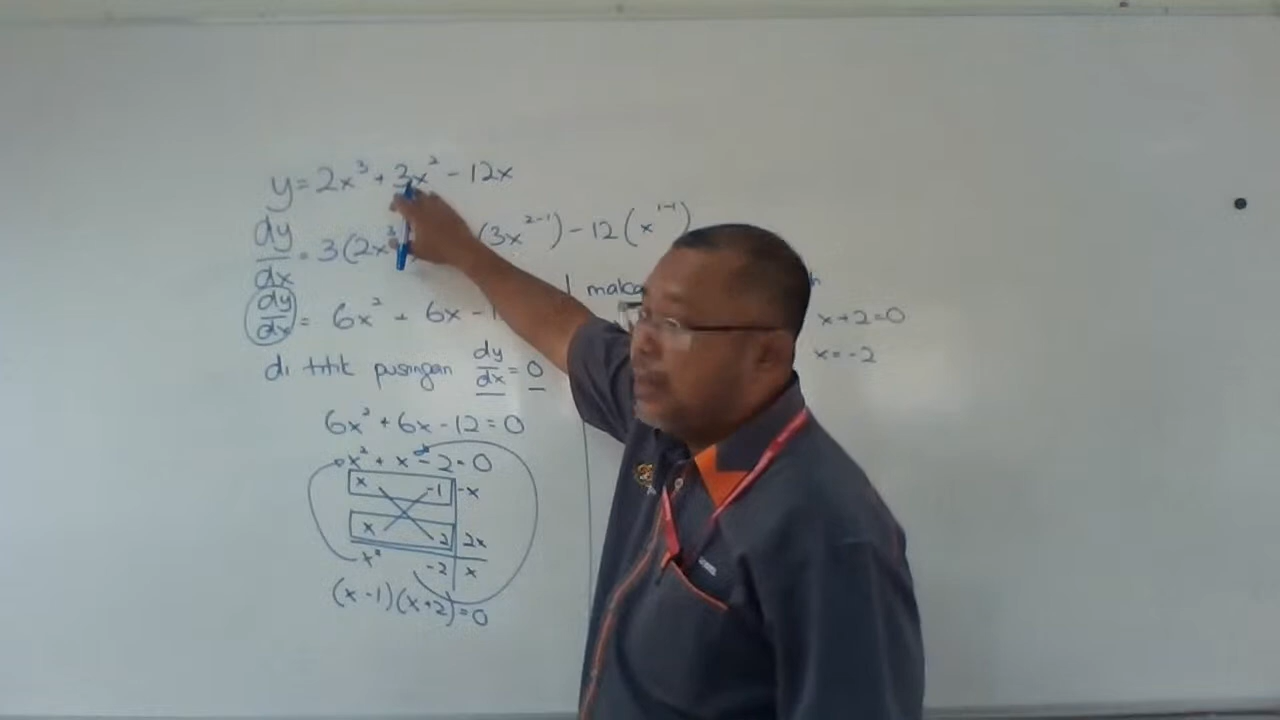 y = 2x³ + 3x² - 12x
dy/dx = 3(2x³ (3x²⁻¹) - 12(x¹⁻¹)
dy/dx = 6x² + 6x - 1
di titik pusingan dy/dx = 0
6x² + 6x - 12 = 0
x² + x - 2 = 0
x -1 -x
x 2 2x
x² -2 x
(x - 1)(x + 2) = 0
maka
x + 2 = 0
x = -2